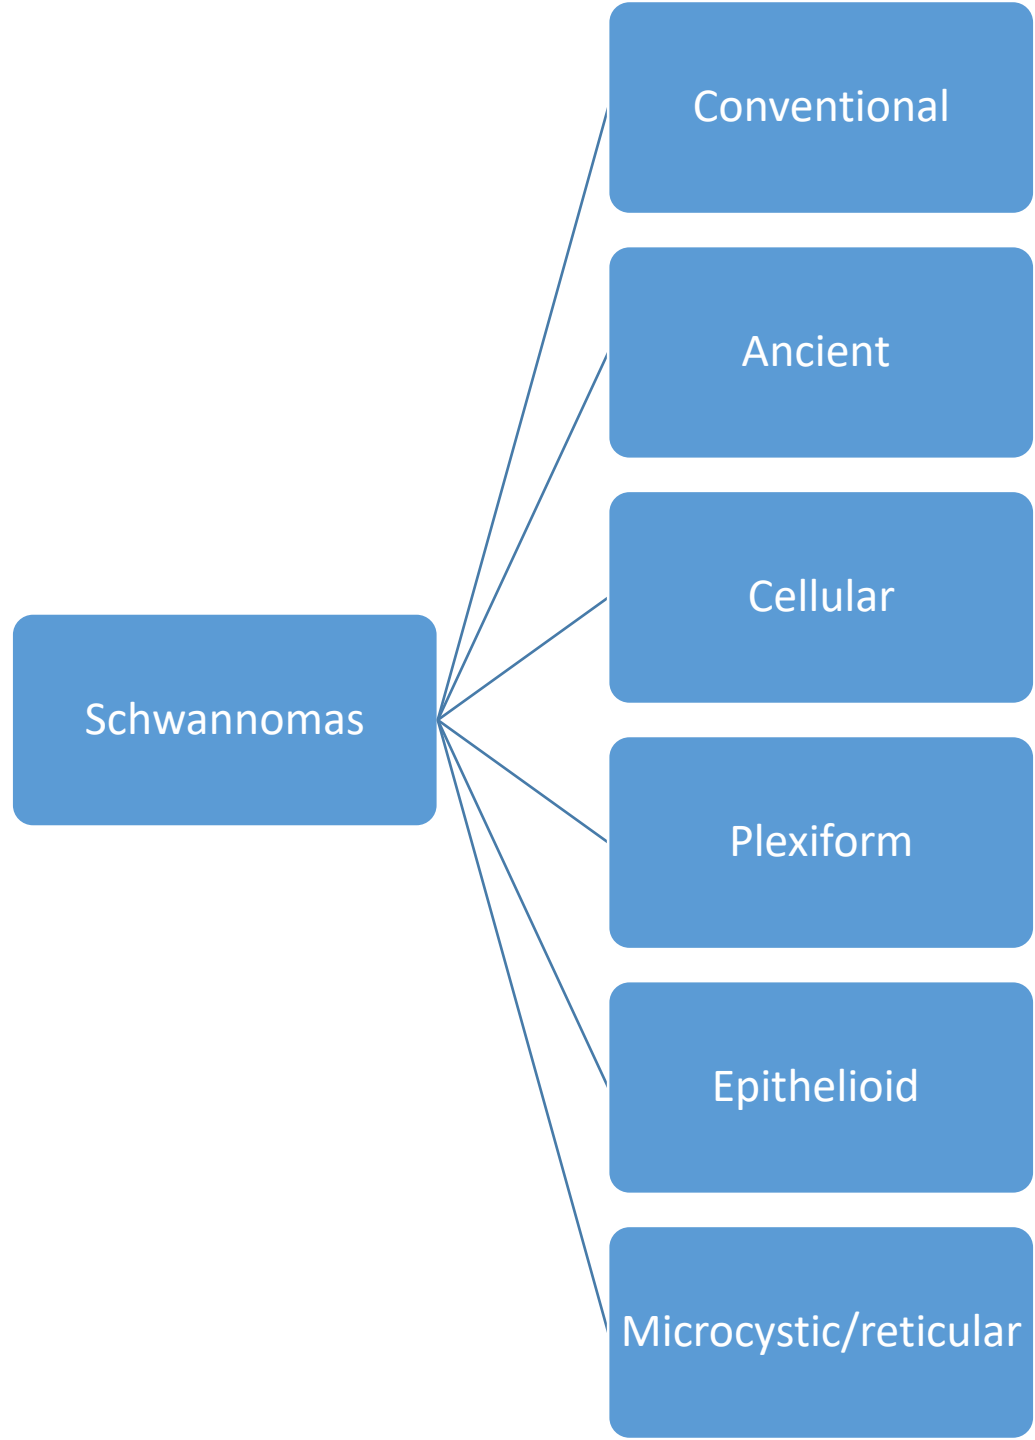 Schwannomas
Conventional
Ancient
Cellular
Plexiform
Epithelioid
Microcystic/reticular